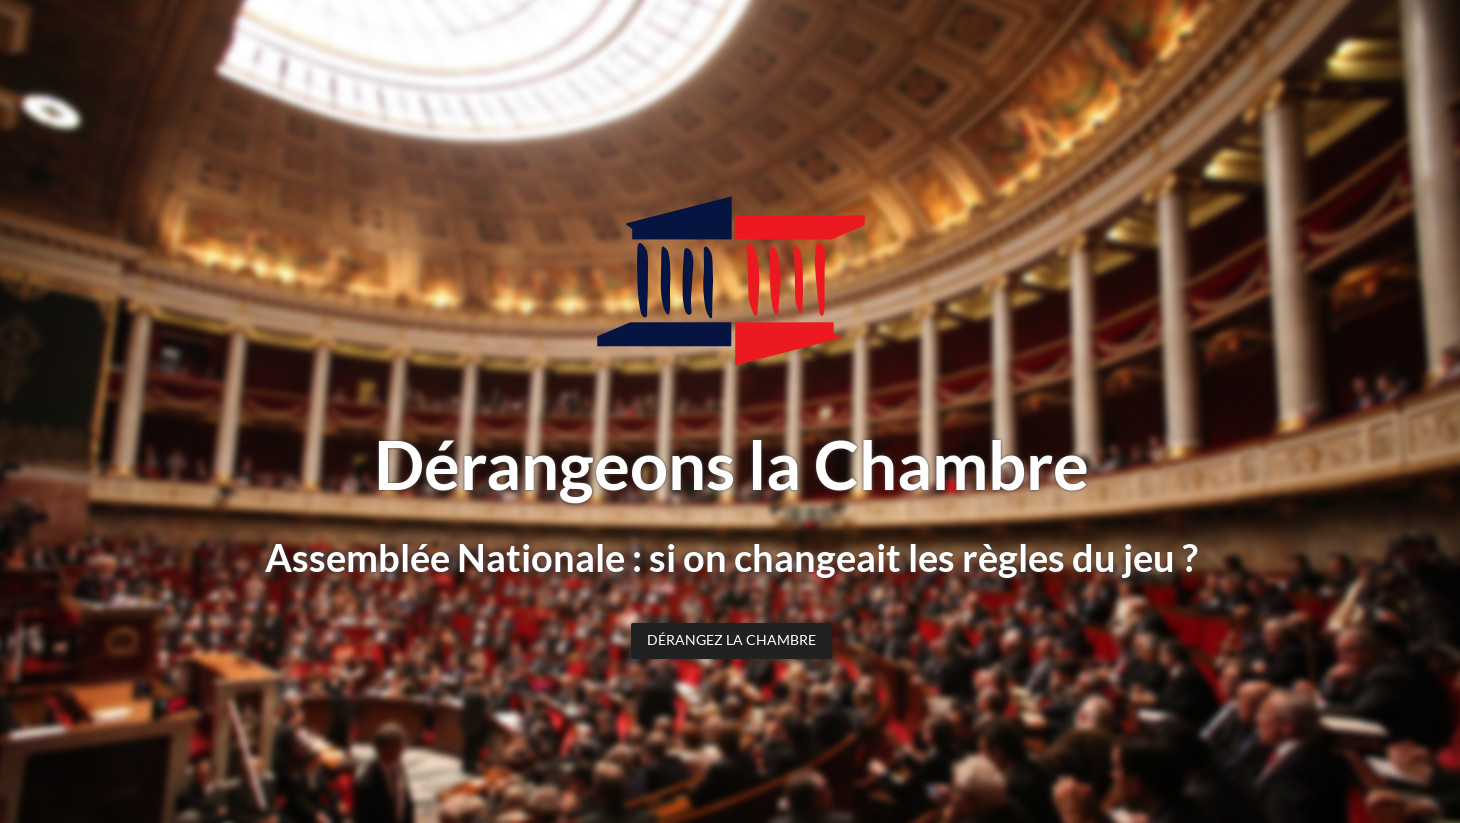 Dérangeons la Chambre
Assemblée Nationale : si on changeait les règles du jeu ?
DÉRANGEZ LA CHAMBRE